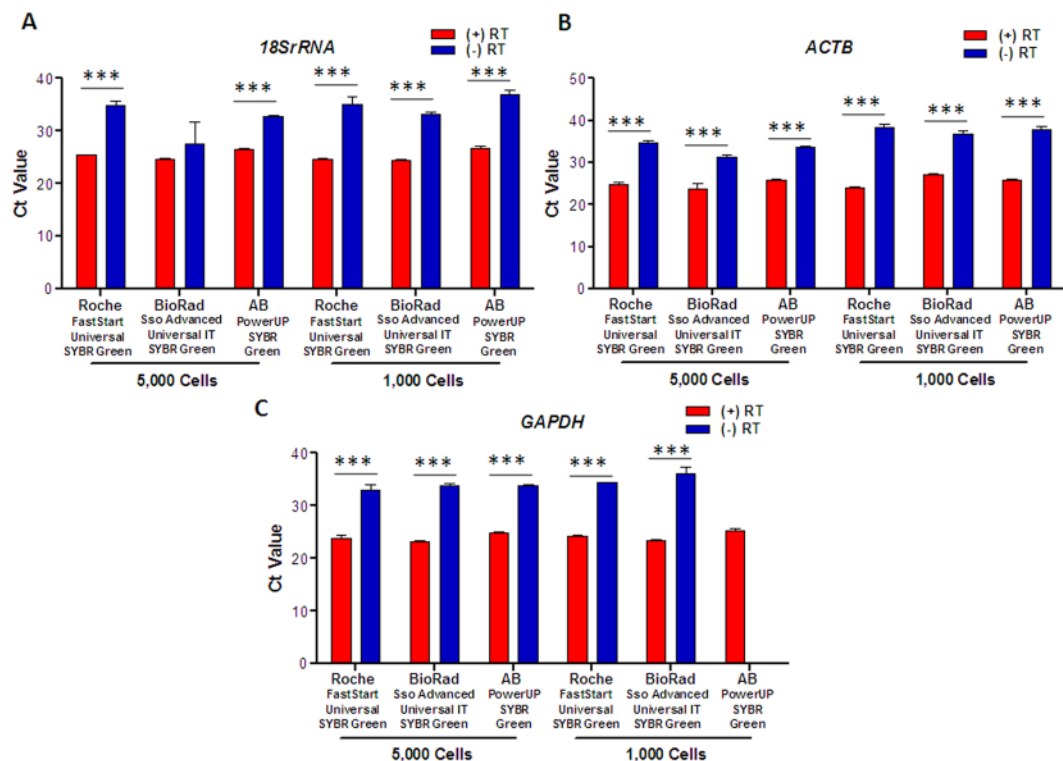 A
18SrRNA
(+) RT
(-) RT
Ct Value
40
30
20
10
0
***
***
***
***
***
Roche
FastStart
Universal
SYBR Green
BioRad
Sso Advanced
Universal IT
SYBR Green
AB
PowerUP
SYBR
Green
Roche
FastStart
Universal
SYBR Green
BioRad
Sso Advanced
Universal IT
SYBR Green
AB
PowerUP
SYBR
Green
5,000 Cells
1,000 Cells
B
ACTB
(+) RT
(-) RT
Ct Value
50
40
30
20
10
0
***
***
***
***
***
***
Roche
FastStart
Universal
SYBR Green
BioRad
Sso Advanced
Universal IT
SYBR Green
AB
PowerUP
SYBR
Green
Roche
FastStart
Universal
SYBR Green
BioRad
Sso Advanced
Universal IT
SYBR Green
AB
PowerUP
SYBR
Green
5,000 Cells
1,000 Cells
C
GAPDH
(+) RT
(-) RT
Ct Value
40
30
20
10
0
***
***
***
***
***
Roche
FastStart
Universal
SYBR Green
BioRad
Sso Advanced
Universal IT
SYBR Green
AB
PowerUP
SYBR
Green
Roche
FastStart
Universal
SYBR Green
BioRad
Sso Advanced
Universal IT
SYBR Green
AB
PowerUP
SYBR
Green
5,000 Cells
1,000 Cells